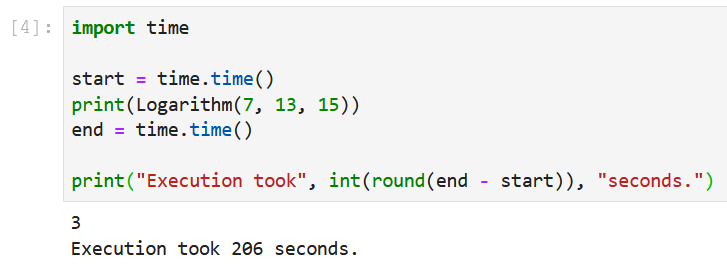 [4]: import time
start = time.time()
print(Logarithm(7, 13, 15))
end = time.time()
print("Execution took", int(round(end - start)), "seconds.")
3
Execution took 206 seconds.